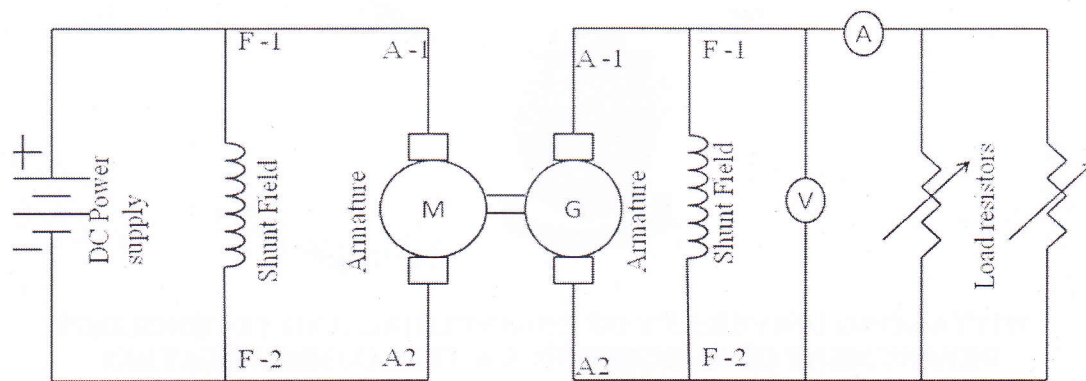 F-1
A-1
A-1
F-1
A
+
DC Power
supply
Shunt Field
Armature
M
G
Armature
Shunt Field
V
Load resistors
F-2
A2
A2
F-2